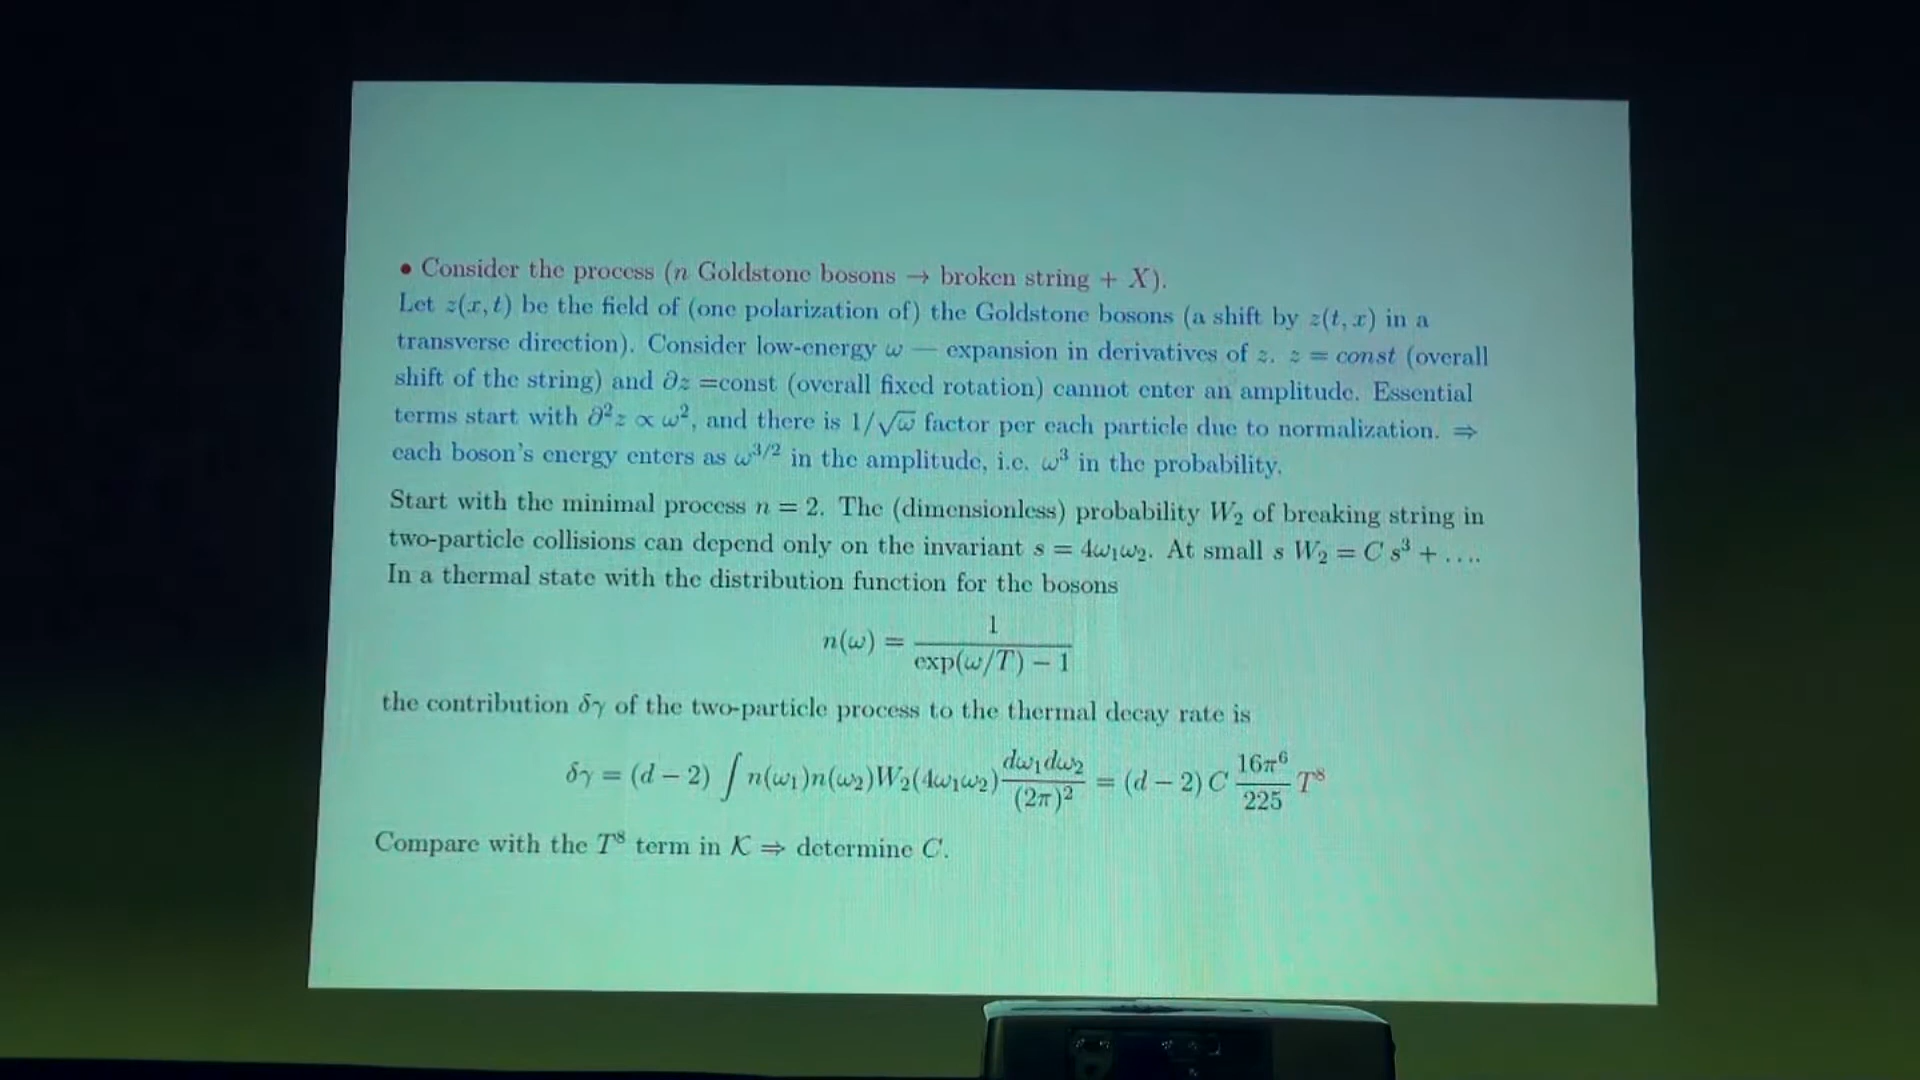 • Consider the process (n Goldstone bosons → broken string + X).
Let z(x, t) be the field of (one polarization of) the Goldstone bosons (a shift by z(t, x) in a
transverse direction). Consider low-energy ω — expansion in derivatives of z. z = const (overall
shift of the string) and ∂z =const (overall fixed rotation) cannot enter an amplitude. Essential
terms start with ∂²z ∝ ω², and there is 1/√ω factor per each particle due to normalization. ⇒
each boson's energy enters as ω^{3/2} in the amplitude, i.e. ω³ in the probability.
Start with the minimal process n = 2. The (dimensionless) probability W₂ of breaking string in
two-particle collisions can depend only on the invariant s = 4ω₁ω₂. At small s W₂ = C s³ + ....
In a thermal state with the distribution function for the bosons
n(ω) = 1 / (exp(ω/T) − 1)
the contribution δγ of the two-particle process to the thermal decay rate is
δγ = (d − 2) ∫ n(ω₁)n(ω₂)W₂(4ω₁ω₂) dω₁dω₂ / (2π)² = (d − 2) C 16π⁶ / 225 T⁸
Compare with the T⁸ term in K ⇒ determine C.